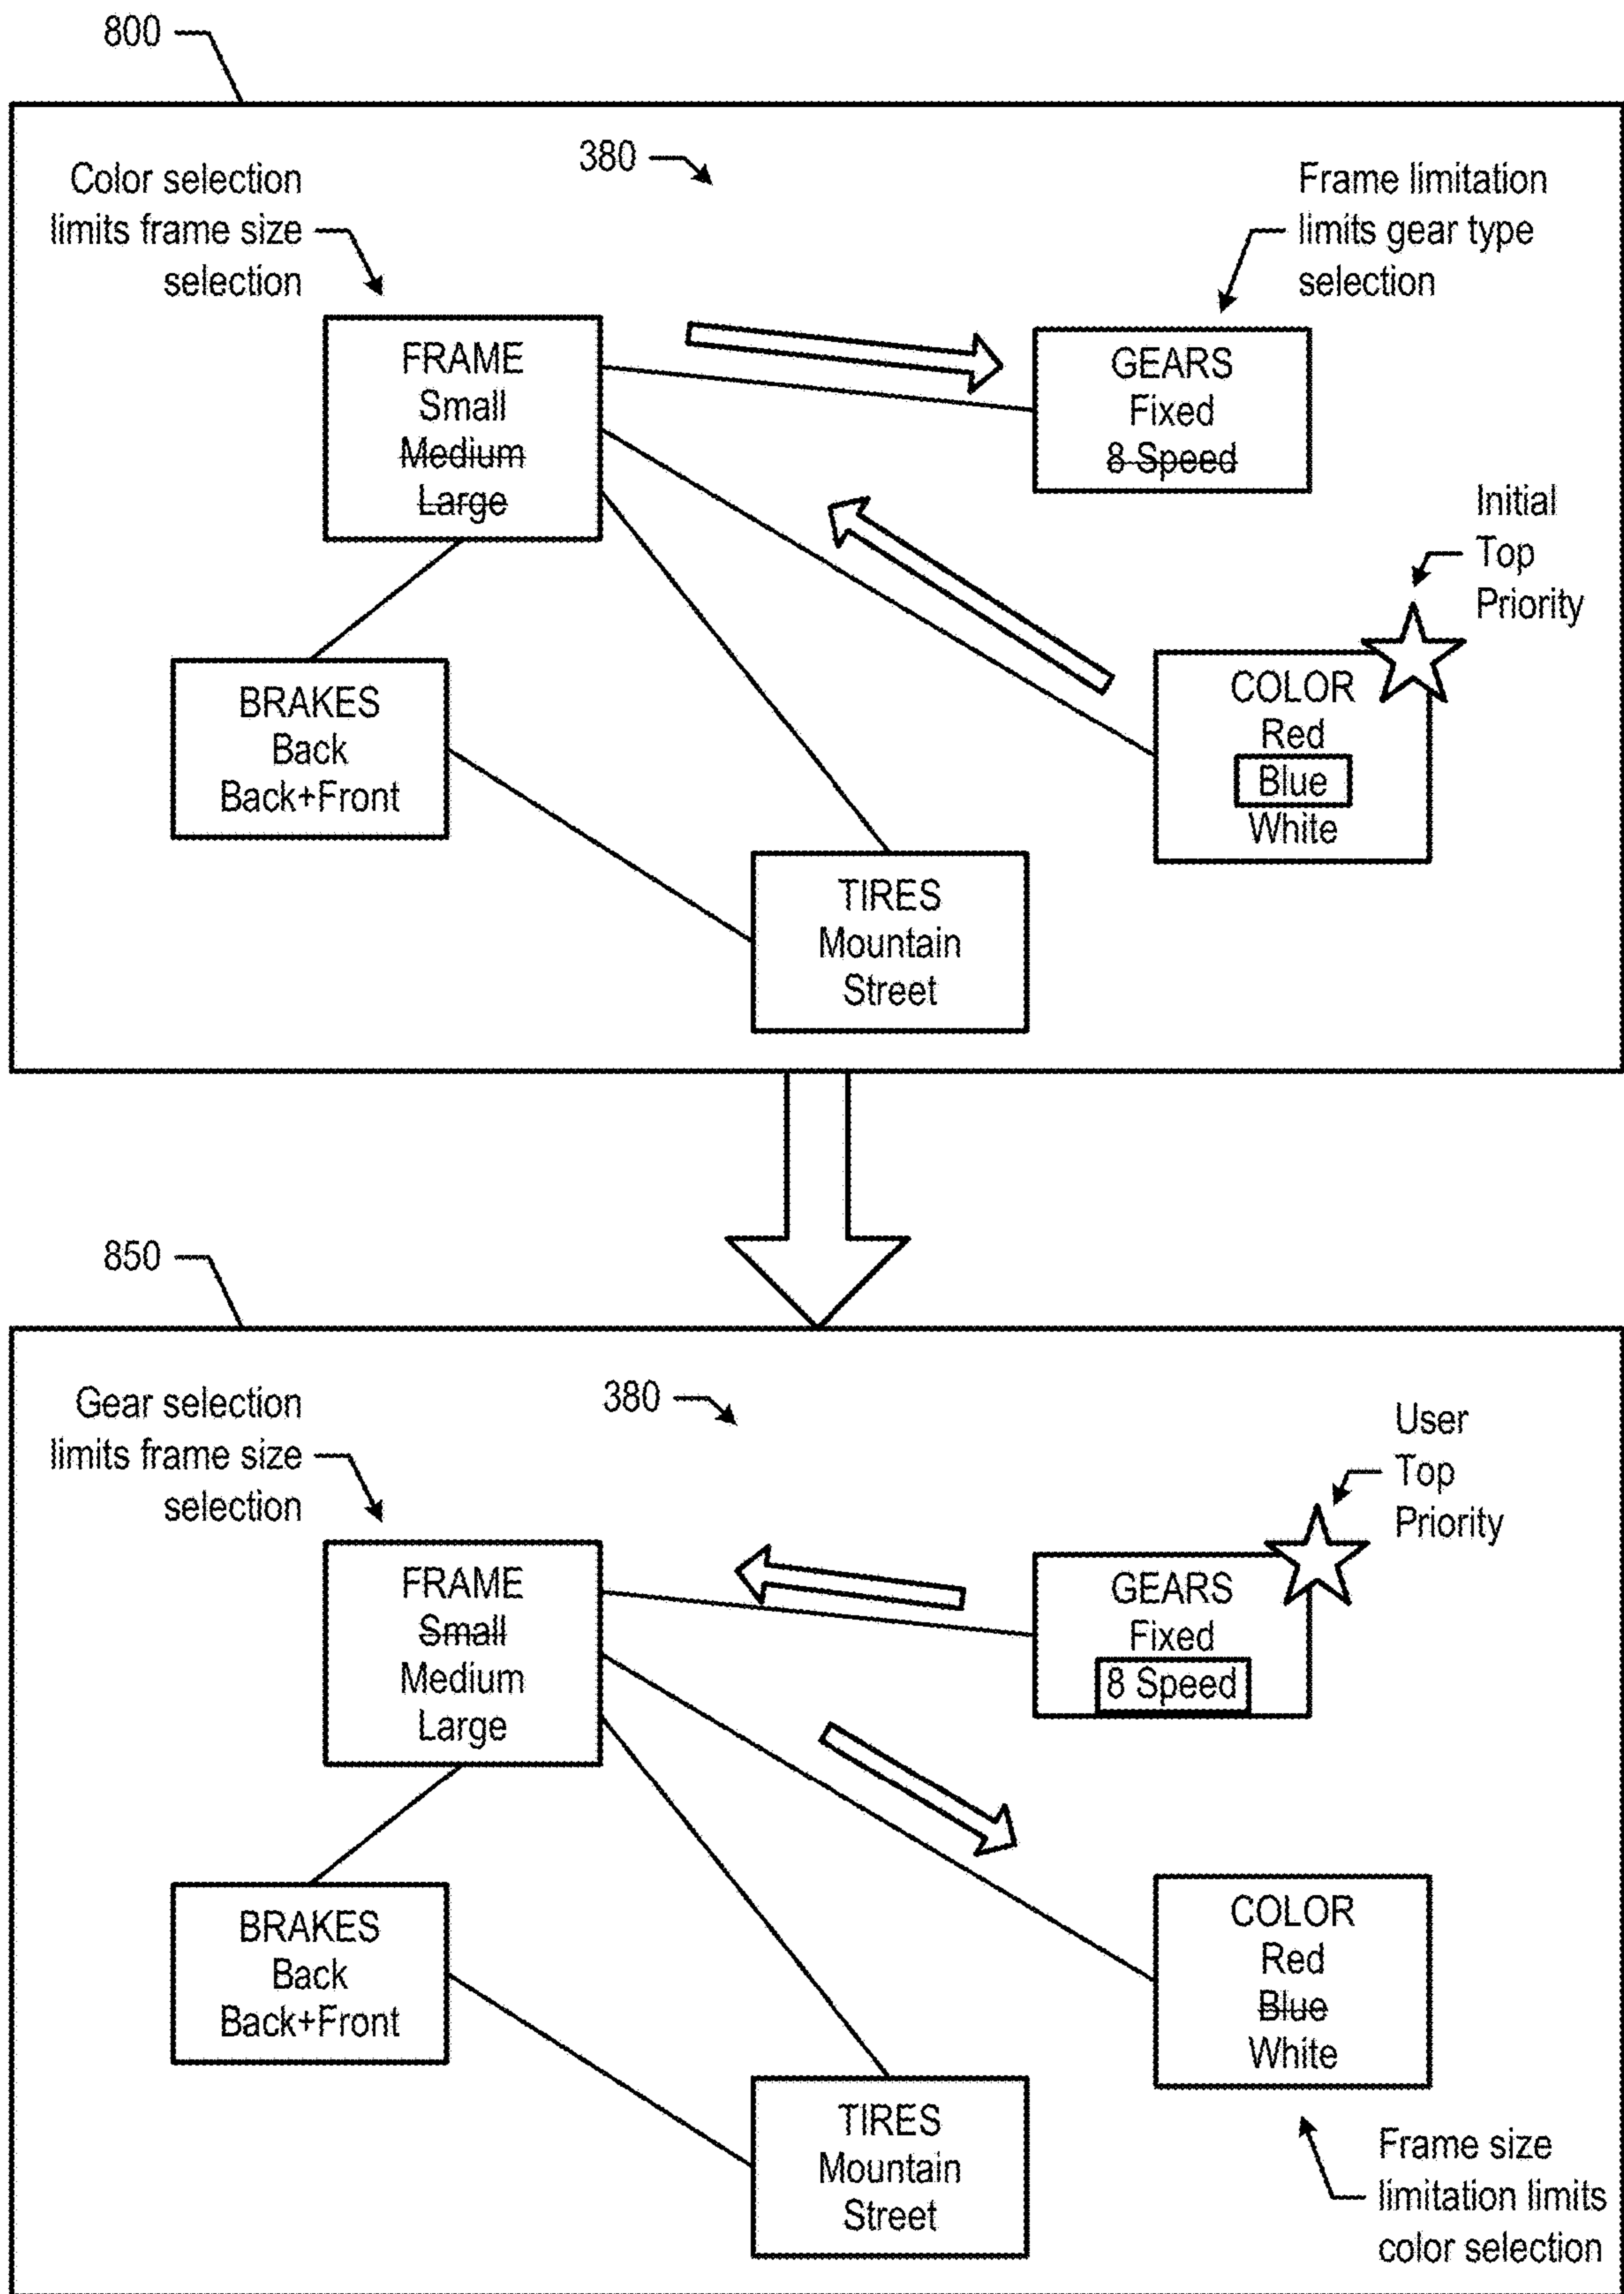 800
380
Color selection
limits frame size
selection
Frame limitation
limits gear type
selection
FRAME
Small
Medium
Large
GEARS
Fixed
8 Speed
Initial
Top
Priority
BRAKES
Back
Back+Front
COLOR
Red
Blue
White
TIRES
Mountain
Street
850
380
Gear selection
limits frame size
selection
User
Top
Priority
FRAME
Small
Medium
Large
GEARS
Fixed
8 Speed
BRAKES
Back
Back+Front
COLOR
Red
Blue
White
TIRES
Mountain
Street
Frame size
limitation limits
color selection